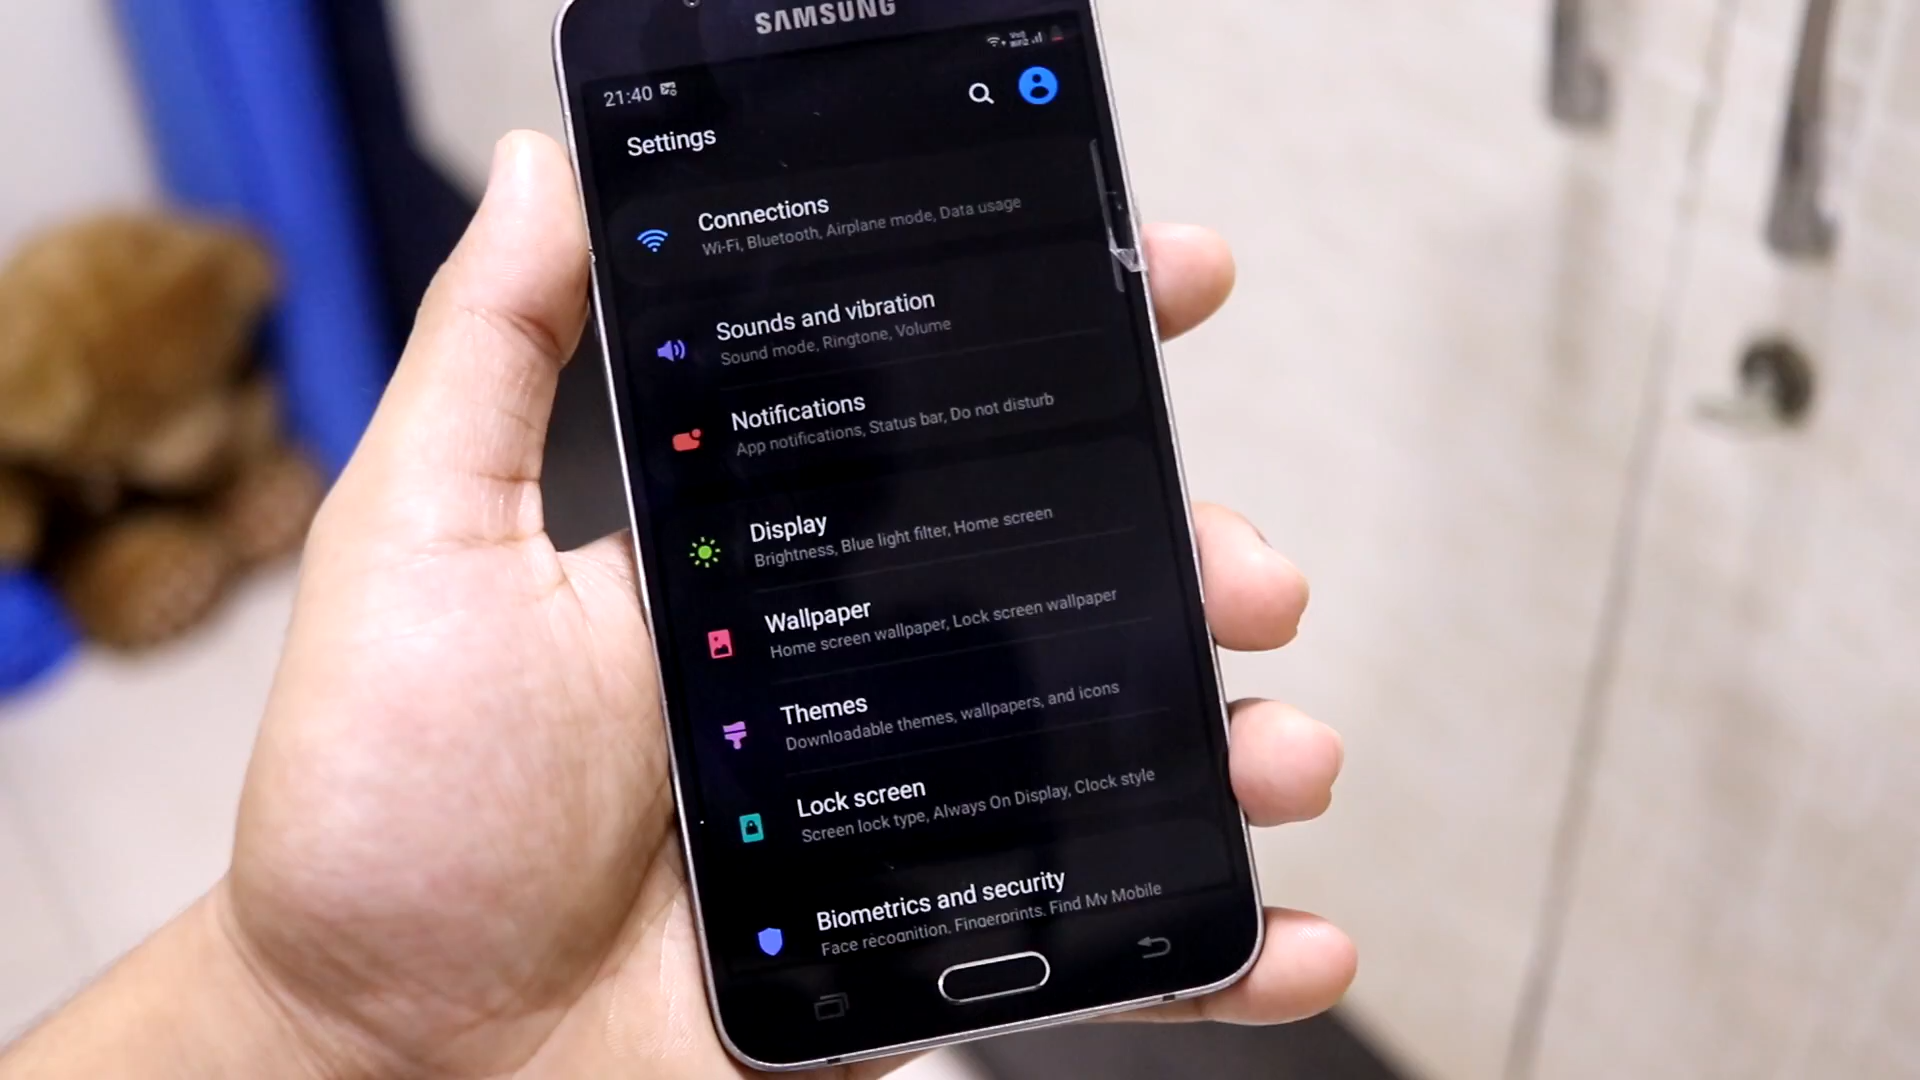 SAMSUNG
21:40
Settings
Connections
Wi-Fi, Bluetooth, Airplane mode, Data usage
Sounds and vibration
Sound mode, Ringtone, Volume
Notifications
App notifications, Status bar, Do not disturb
Display
Brightness, Blue light filter, Home screen
Wallpaper
Home screen wallpaper, Lock screen wallpaper
Themes
Downloadable themes, wallpapers, and icons
Lock screen
Screen lock type, Always On Display, Clock style
Biometrics and security
Face recognition, Fingerprints, Find My Mobile